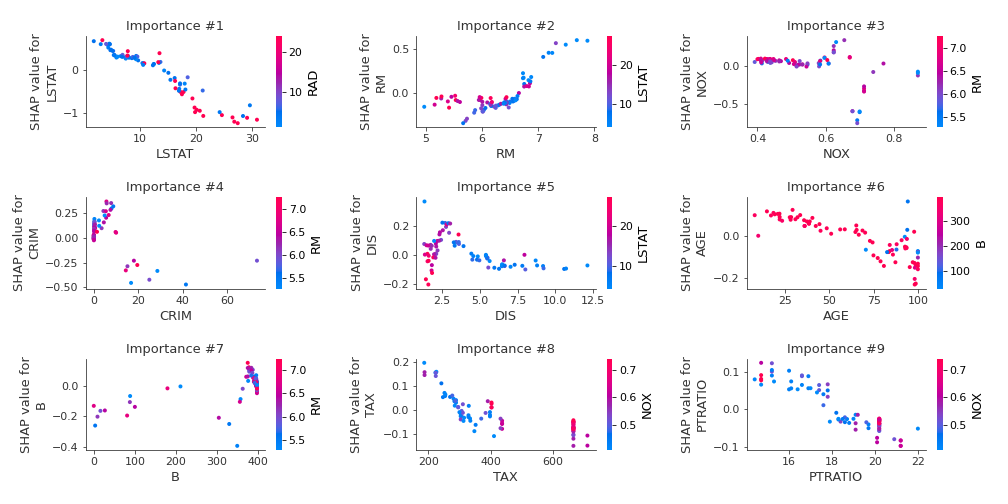 Importance #1
SHAP value for
LSTAT
0
−1
10
20
30
LSTAT
20
10
RAD
Importance #2
SHAP value for
RM
0.5
0.0
5
6
7
8
RM
20
10
LSTAT
Importance #3
SHAP value for
NOX
0.0
−0.5
0.4
0.6
0.8
NOX
7.0
6.5
6.0
5.5
RM
Importance #4
SHAP value for
CRIM
0.25
0.00
−0.25
−0.50
0
20
40
60
CRIM
7.0
6.5
6.0
5.5
RM
Importance #5
SHAP value for
DIS
0.2
0.0
−0.2
2.5
5.0
7.5
10.0
12.5
DIS
20
10
LSTAT
Importance #6
SHAP value for
AGE
0.0
−0.2
25
50
75
100
AGE
300
200
100
B
Importance #7
SHAP value for
B
0.0
−0.2
−0.4
0
100
200
300
400
B
7.0
6.5
6.0
5.5
RM
Importance #8
SHAP value for
TAX
0.2
0.1
0.0
−0.1
200
400
600
TAX
0.7
0.6
0.5
NOX
Importance #9
SHAP value for
PTRATIO
0.1
0.0
−0.1
16
18
20
22
PTRATIO
0.7
0.6
0.5
NOX